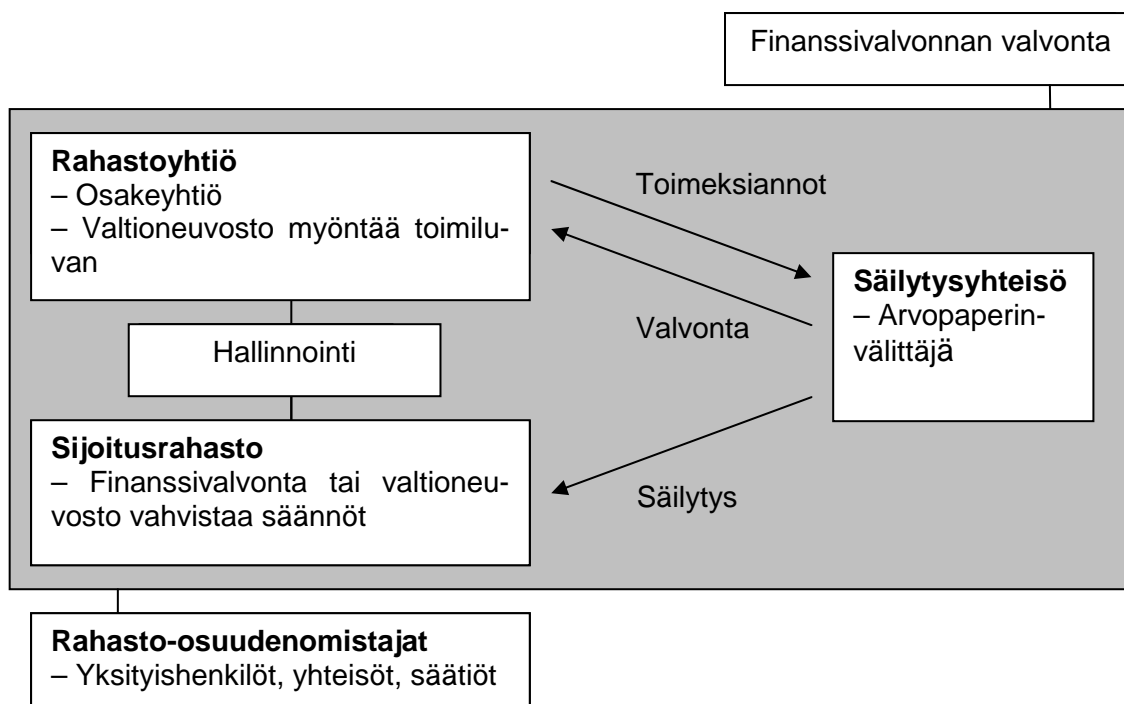 Finanssivalvonnan valvonta
Rahastoyhtiö
– Osakeyhtiö
– Valtioneuvosto myöntää toimilu-
van
Toimeksiannot
Säilytysyhteisö
– Arvopaperin-
välittäjä
Valvonta
Hallinnointi
Sijoitusrahasto
– Finanssivalvonta tai valtioneu-
vosto vahvistaa säännöt
Säilytys
Rahasto-osuudenomistajat
– Yksityishenkilöt, yhteisöt, säätiöt